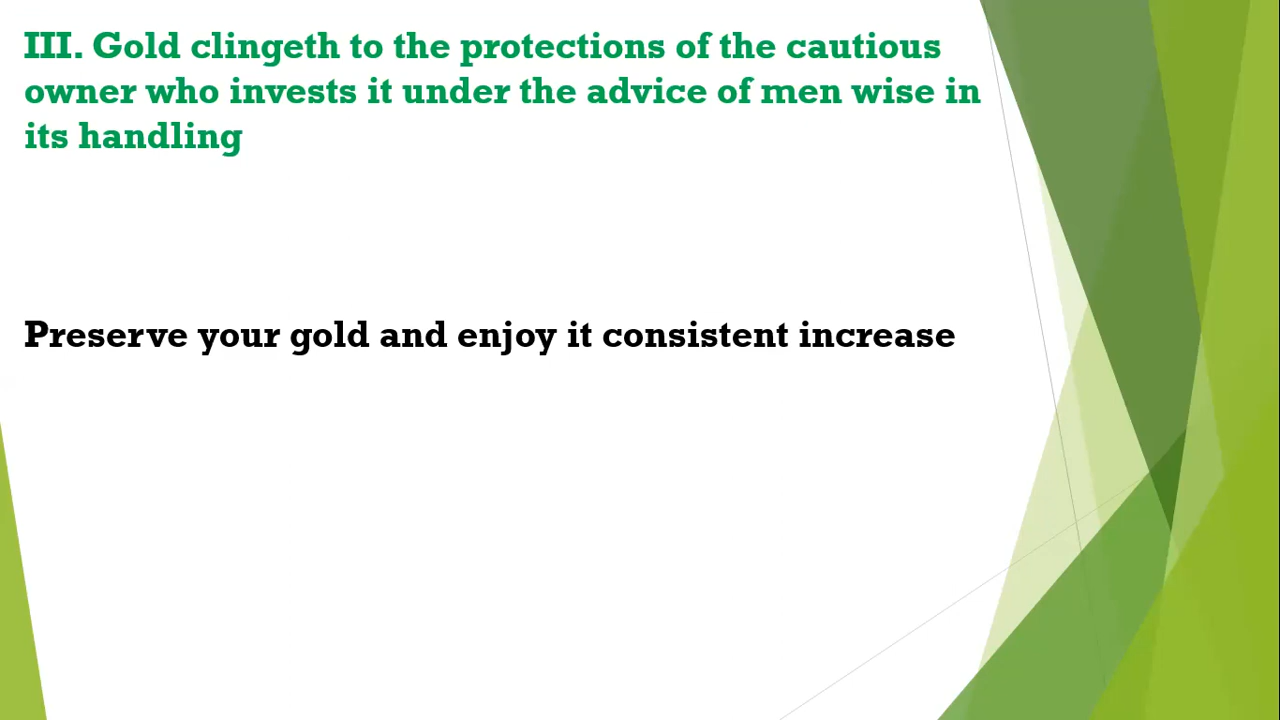 III. Gold clingeth to the protections of the cautious
owner who invests it under the advice of men wise in
its handling
Preserve your gold and enjoy it consistent increase